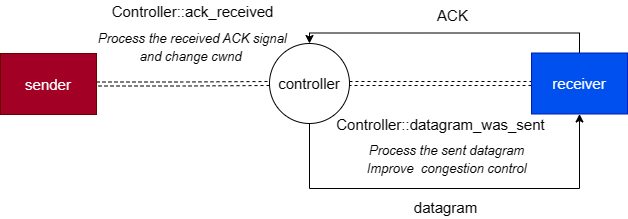 Controller::ack_received
ACK
Process the received ACK signal
and change cwnd
sender
controller
receiver
Controller::datagram_was_sent
Process the sent datagram
Improve congestion control
datagram